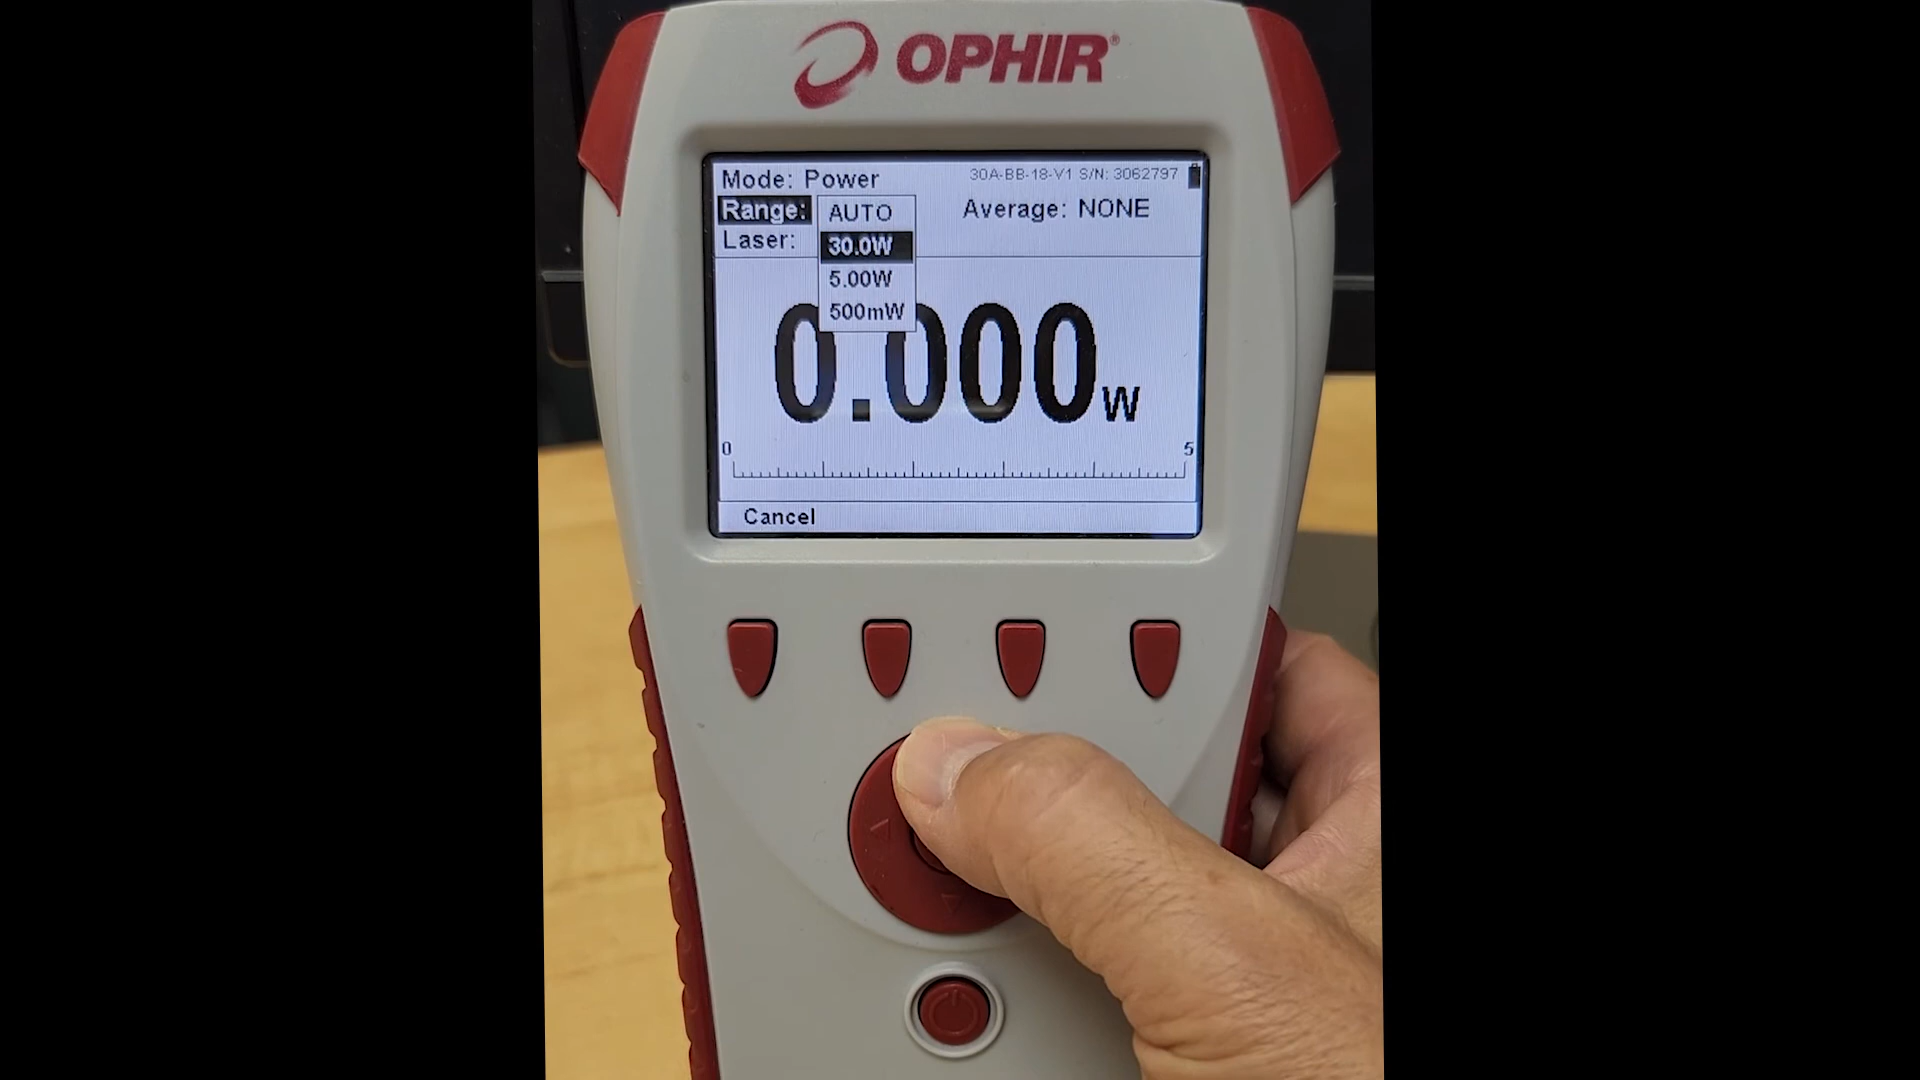 OPHIR®
Mode: Power
30A-BB-18-V1 S/N: 3062797
Range:
AUTO
Average: NONE
Laser:
30.0W
5.00W
500mW
0.000W
0 5
Cancel